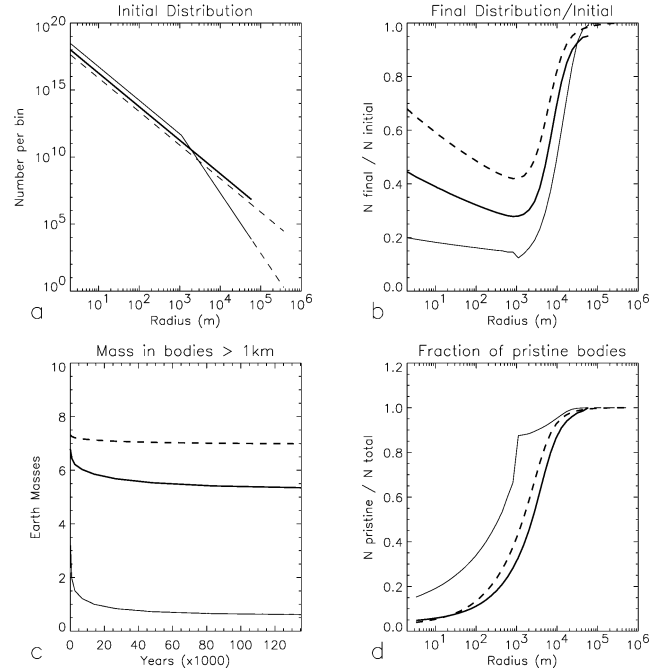 Initial Distribution
10^20
10^15
10^10
10^5
10^0
Number per bin
10^1 10^2 10^3 10^4 10^5 10^6
Radius (m)
a
Final Distribution/Initial
1.0
0.8
0.6
0.4
0.2
0.0
N final / N initial
10^1 10^2 10^3 10^4 10^5 10^6
Radius (m)
b
Mass in bodies > 1km
10
8
6
4
2
0
Earth Masses
0 20 40 60 80 100 120
Years (x1000)
c
Fraction of pristine bodies
1.2
1.0
0.8
0.6
0.4
0.2
0.0
N pristine / N total
10^1 10^2 10^3 10^4 10^5 10^6
Radius (m)
d